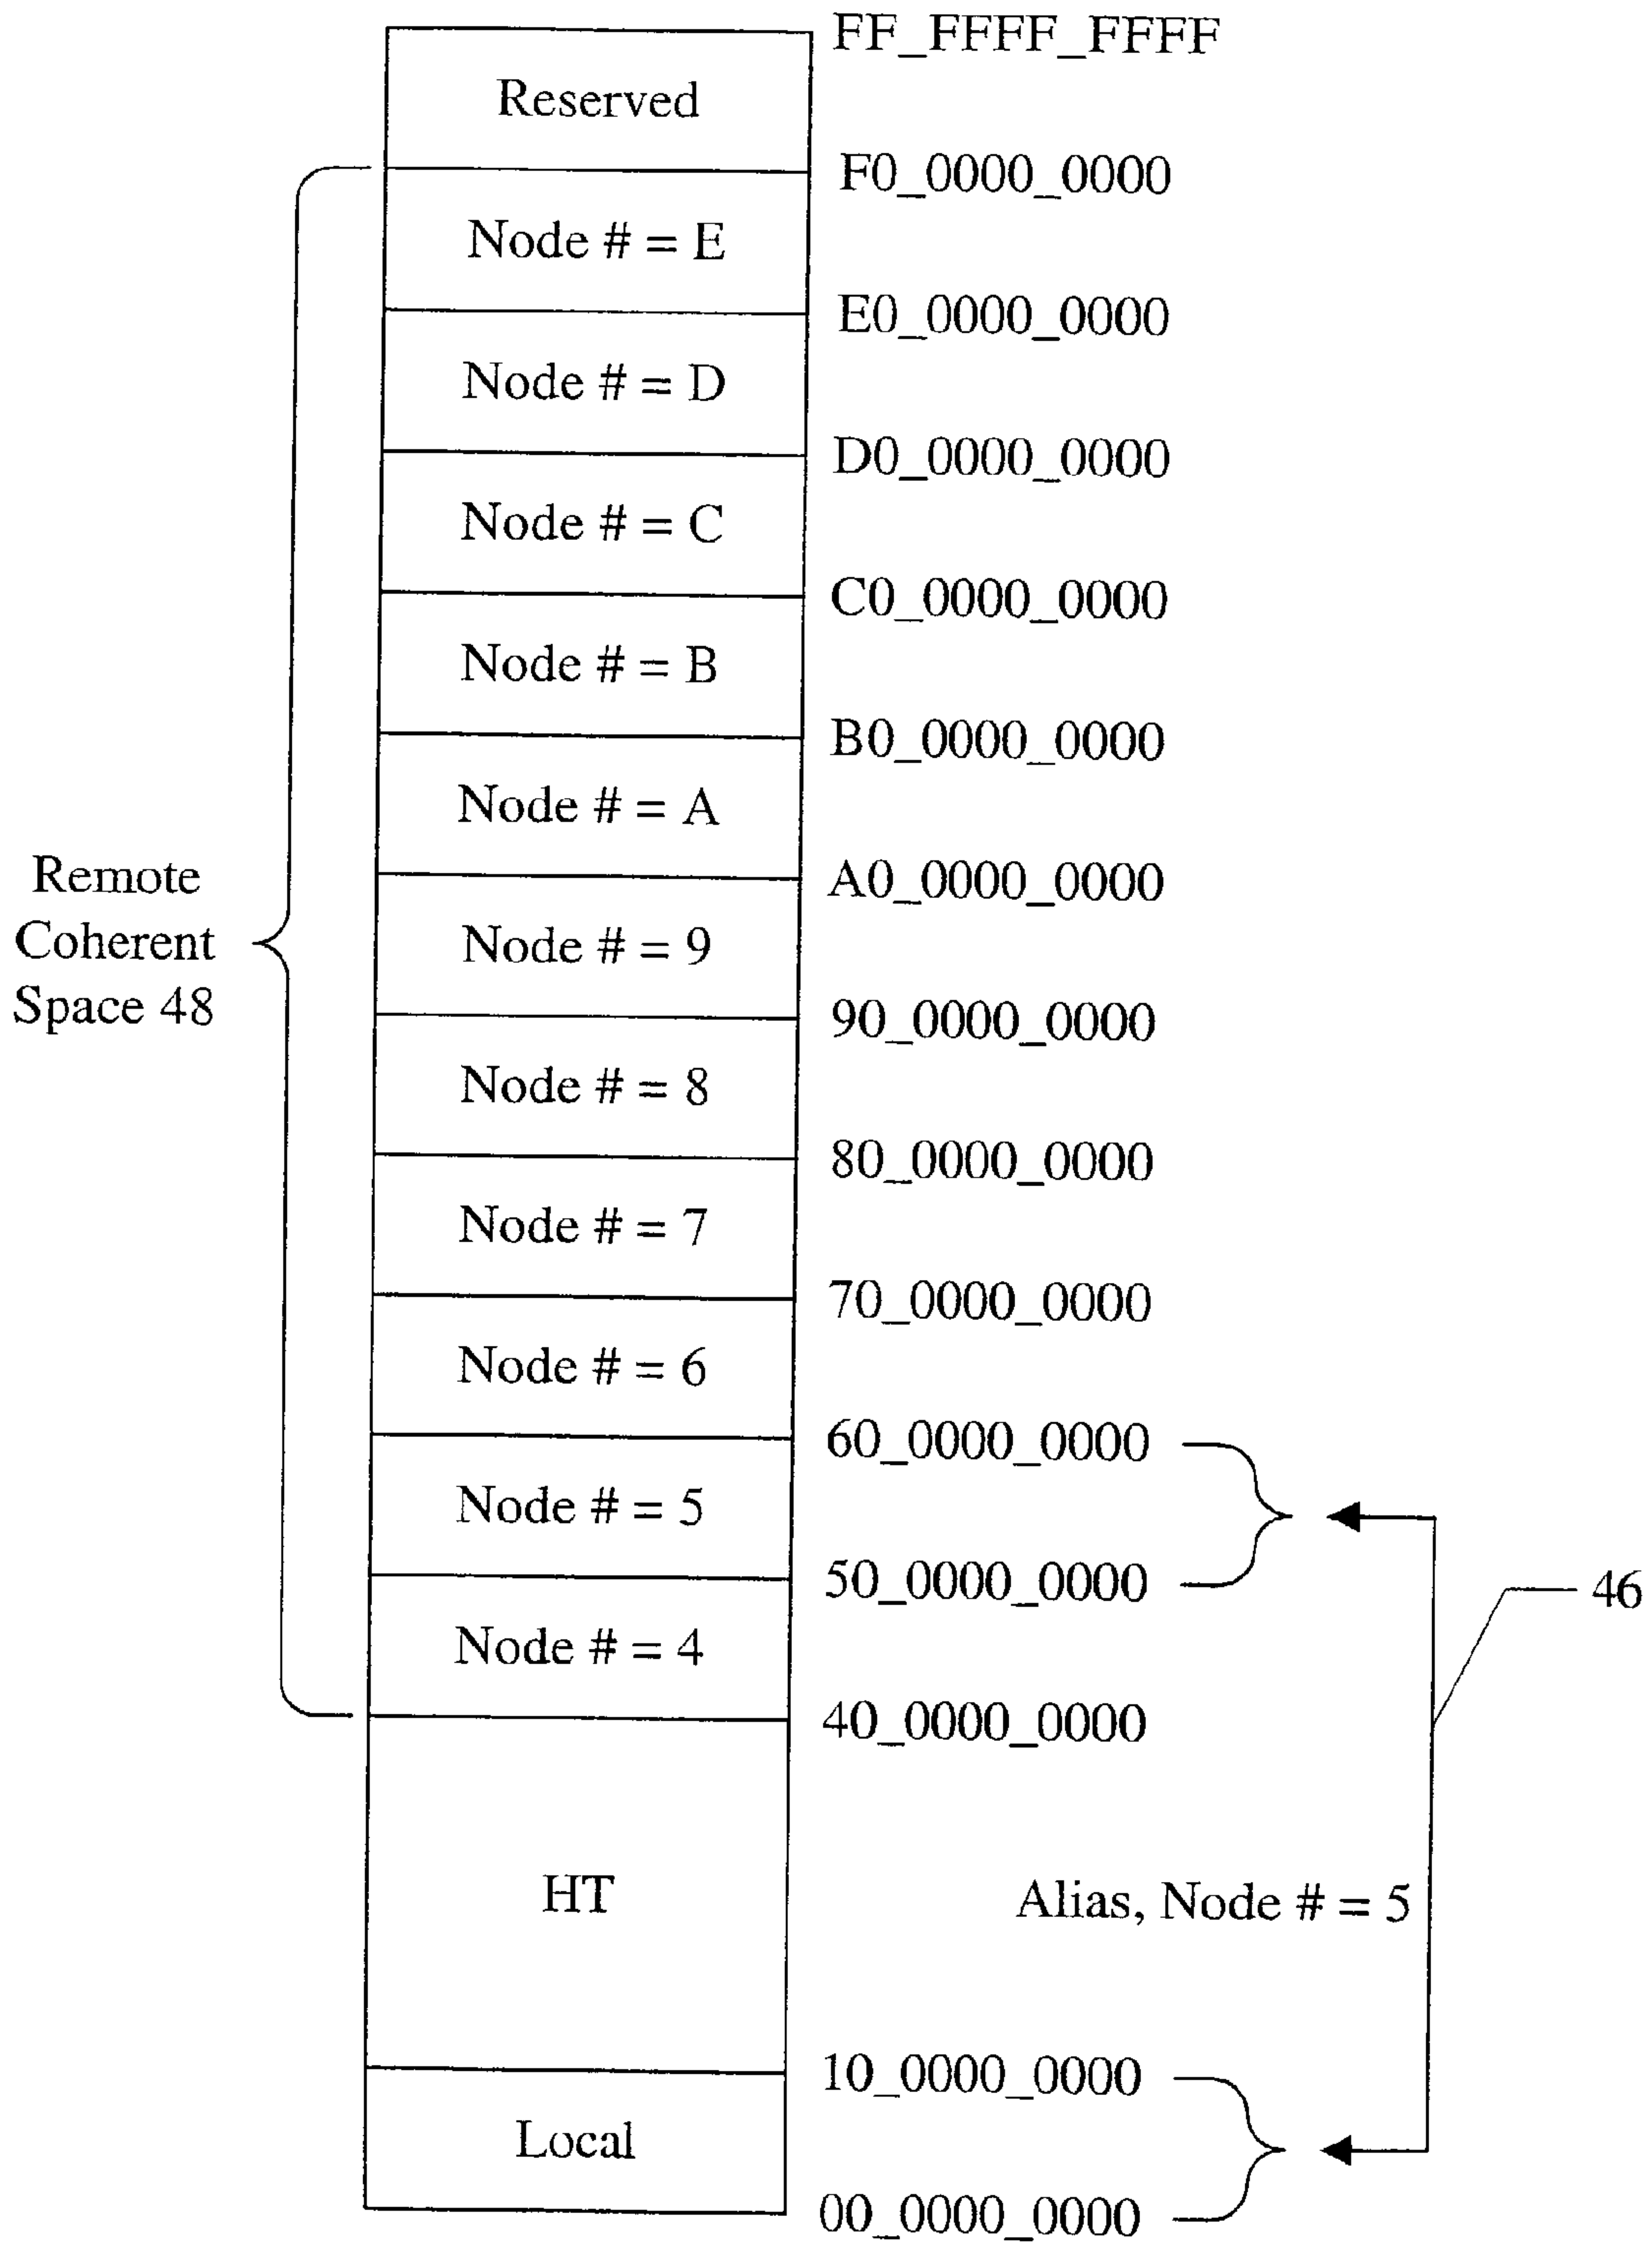 FF_FFFF_FFFF
Reserved
F0_0000_0000
Node # = E
E0_0000_0000
Node # = D
D0_0000_0000
Node # = C
C0_0000_0000
Node # = B
B0_0000_0000
Node # = A
A0_0000_0000
Remote
Coherent
Space 48
Node # = 9
90_0000_0000
Node # = 8
80_0000_0000
Node # = 7
70_0000_0000
Node # = 6
60_0000_0000
Node # = 5
50_0000_0000
46
Node # = 4
40_0000_0000
HT
Alias, Node # = 5
10_0000_0000
Local
00_0000_0000